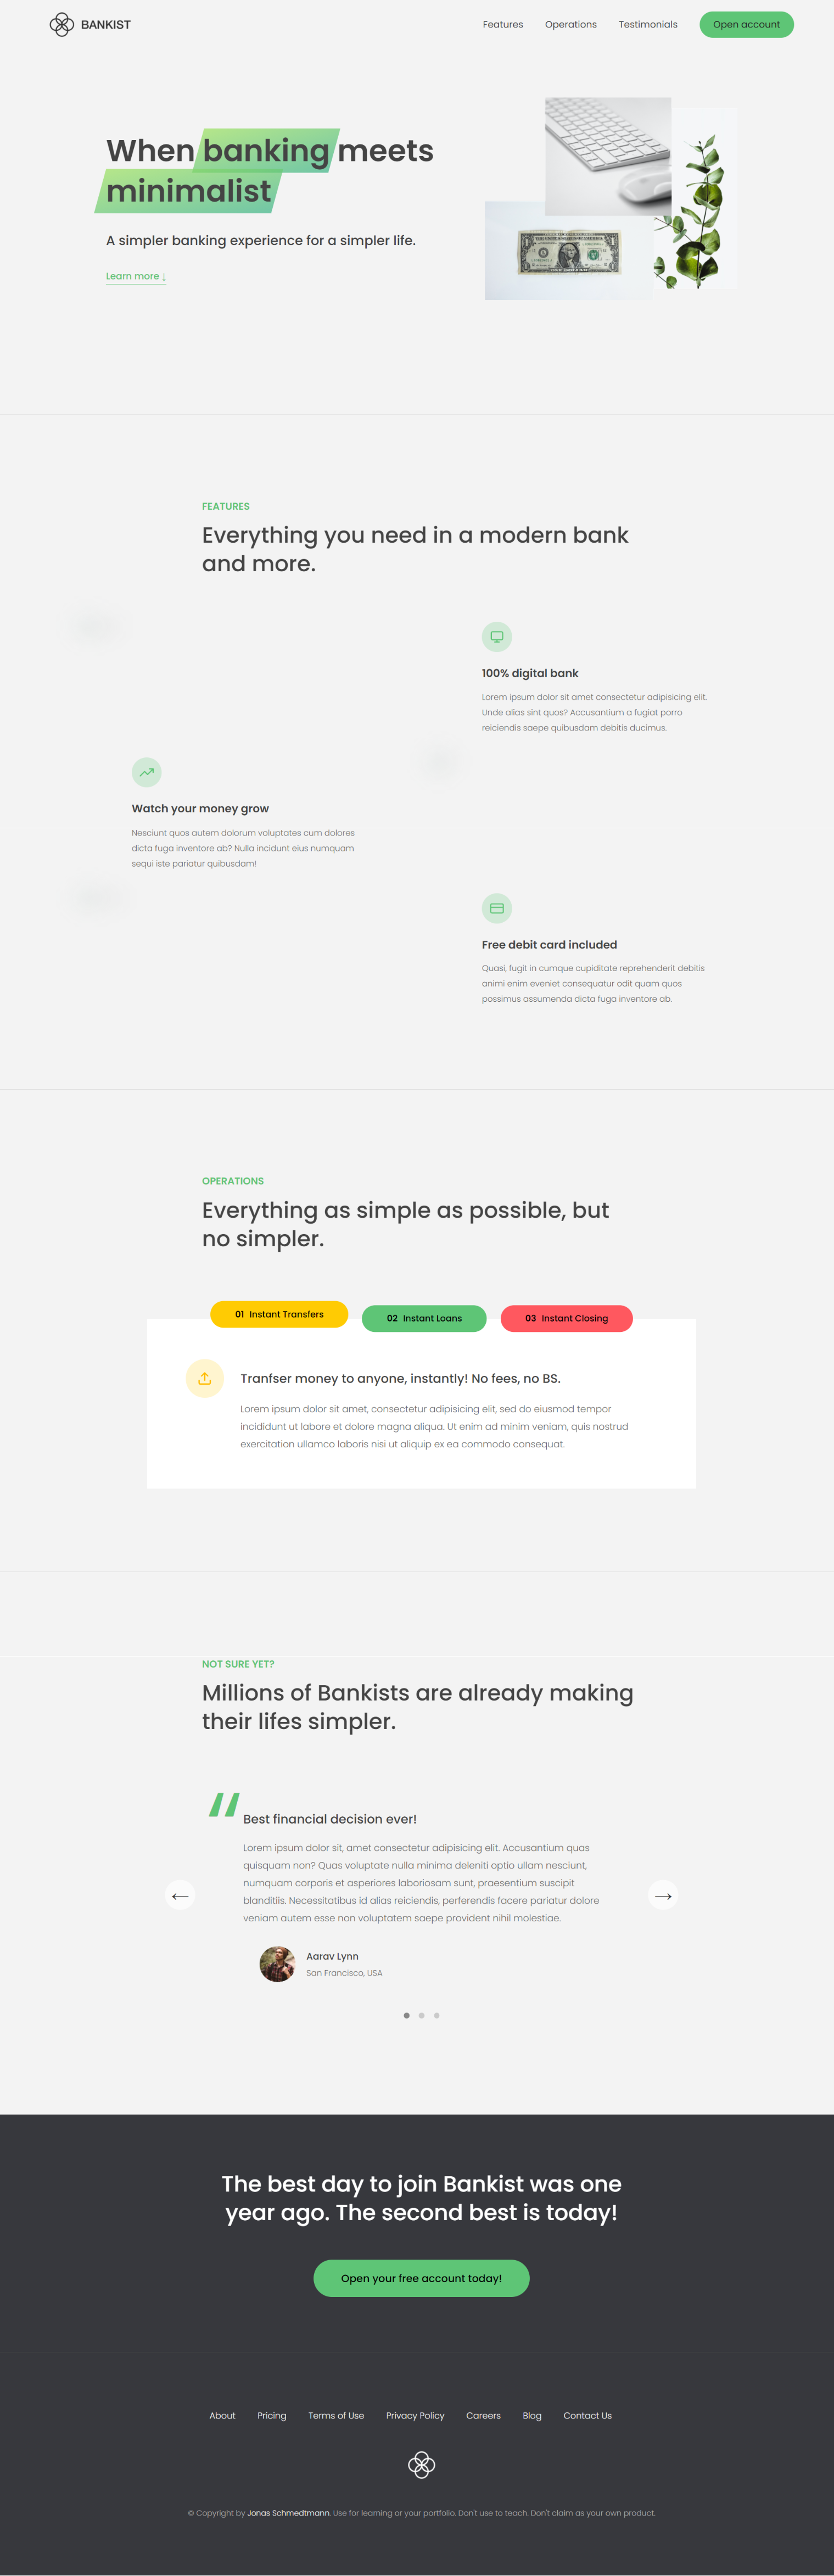 BANKIST
Features
Operations
Testimonials
Open account
When banking meets
minimalist
A simpler banking experience for a simpler life.
Learn more ↓
FEATURES
Everything you need in a modern bank
and more.
100% digital bank
Lorem ipsum dolor sit amet consectetur adipisicing elit.
Unde alias sint quos? Accusantium a fugiat porro
reiciendis saepe quibusdam debitis ducimus.
Watch your money grow
Nesciunt quos autem dolorum voluptates cum dolores
dicta fuga inventore ab? Nulla incidunt eius numquam
sequi iste pariatur quibusdam!
Free debit card included
Quasi, fugit in cumque cupiditate reprehenderit debitis
animi enim eveniet consequatur odit quam quos
possimus assumenda dicta fuga inventore ab.
OPERATIONS
Everything as simple as possible, but
no simpler.
01 Instant Transfers
02 Instant Loans
03 Instant Closing
Tranfser money to anyone, instantly! No fees, no BS.
Lorem ipsum dolor sit amet, consectetur adipisicing elit, sed do eiusmod tempor
incididunt ut labore et dolore magna aliqua. Ut enim ad minim veniam, quis nostrud
exercitation ullamco laboris nisi ut aliquip ex ea commodo consequat.
NOT SURE YET?
Millions of Bankists are already making
their lifes simpler.
“
Best financial decision ever!
Lorem ipsum dolor sit, amet consectetur adipisicing elit. Accusantium quas
quisquam non? Quas voluptate nulla minima deleniti optio ullam nesciunt,
numquam corporis et asperiores laboriosam sunt, praesentium suscipit
blanditiis. Necessitatibus id alias reiciendis, perferendis facere pariatur dolore
veniam autem esse non voluptatem saepe provident nihil molestiae.
←
→
Aarav Lynn
San Francisco, USA
The best day to join Bankist was one
year ago. The second best is today!
Open your free account today!
About
Pricing
Terms of Use
Privacy Policy
Careers
Blog
Contact Us
© Copyright by Jonas Schmedtmann. Use for learning or your portfolio. Don't use to teach. Don't claim as your own product.